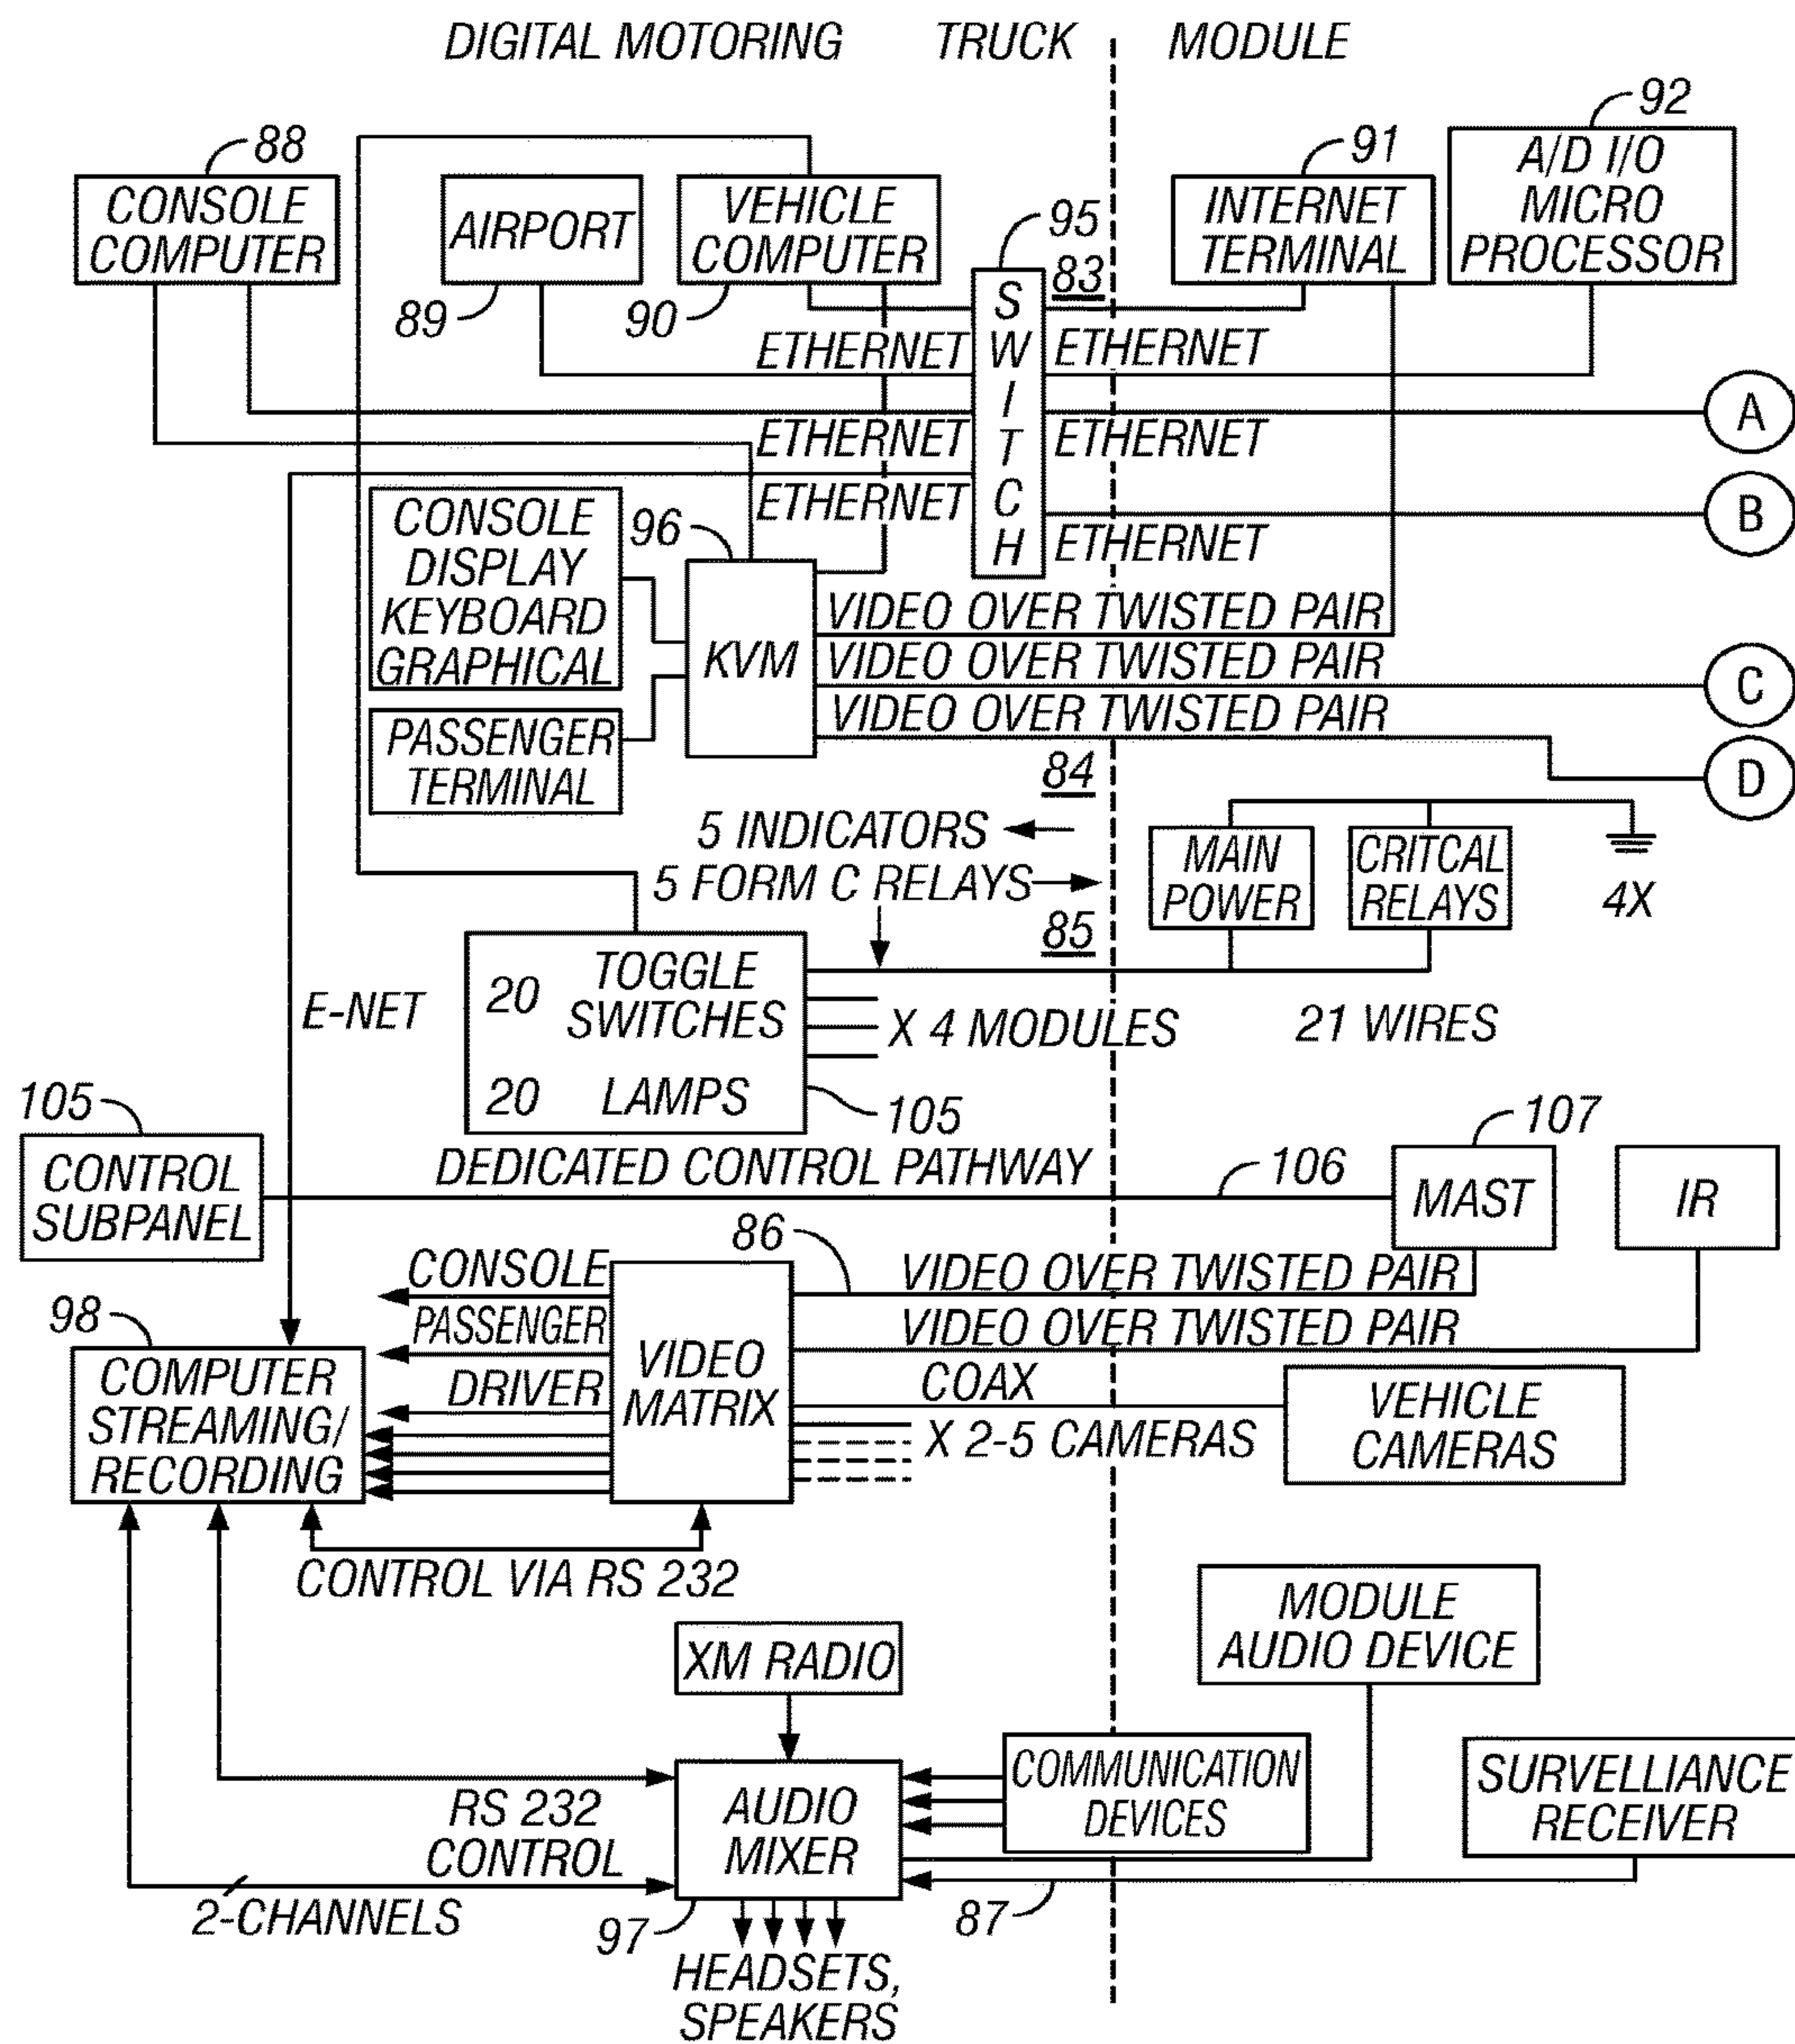 DIGITAL MOTORING TRUCK MODULE
88
CONSOLE
COMPUTER
AIRPORT
89
VEHICLE
COMPUTER
90
95
83
91
INTERNET
TERMINAL
92
A/D I/O
MICRO
PROCESSOR
SWITCH
ETHERNET
ETHERNET
ETHERNET
ETHERNET
ETHERNET
ETHERNET
A
B
CONSOLE
DISPLAY
KEYBOARD
GRAPHICAL
96
KVM
PASSENGER
TERMINAL
VIDEO OVER TWISTED PAIR
VIDEO OVER TWISTED PAIR
VIDEO OVER TWISTED PAIR
C
D
84
5 INDICATORS
5 FORM C RELAYS
85
MAIN
POWER
CRITCAL
RELAYS
4X
20 TOGGLE
SWITCHES
20 LAMPS
E-NET
X 4 MODULES
21 WIRES
105
105
CONTROL
SUBPANEL
DEDICATED CONTROL PATHWAY
106
107
MAST
IR
86
VIDEO OVER TWISTED PAIR
VIDEO OVER TWISTED PAIR
CONSOLE
PASSENGER
DRIVER
VIDEO
MATRIX
COAX
X 2-5 CAMERAS
VEHICLE
CAMERAS
98
COMPUTER
STREAMING/
RECORDING
CONTROL VIA RS 232
XM RADIO
MODULE
AUDIO DEVICE
COMMUNICATION
DEVICES
SURVELLIANCE
RECEIVER
AUDIO
MIXER
RS 232
CONTROL
2-CHANNELS
97
87
HEADSETS,
SPEAKERS